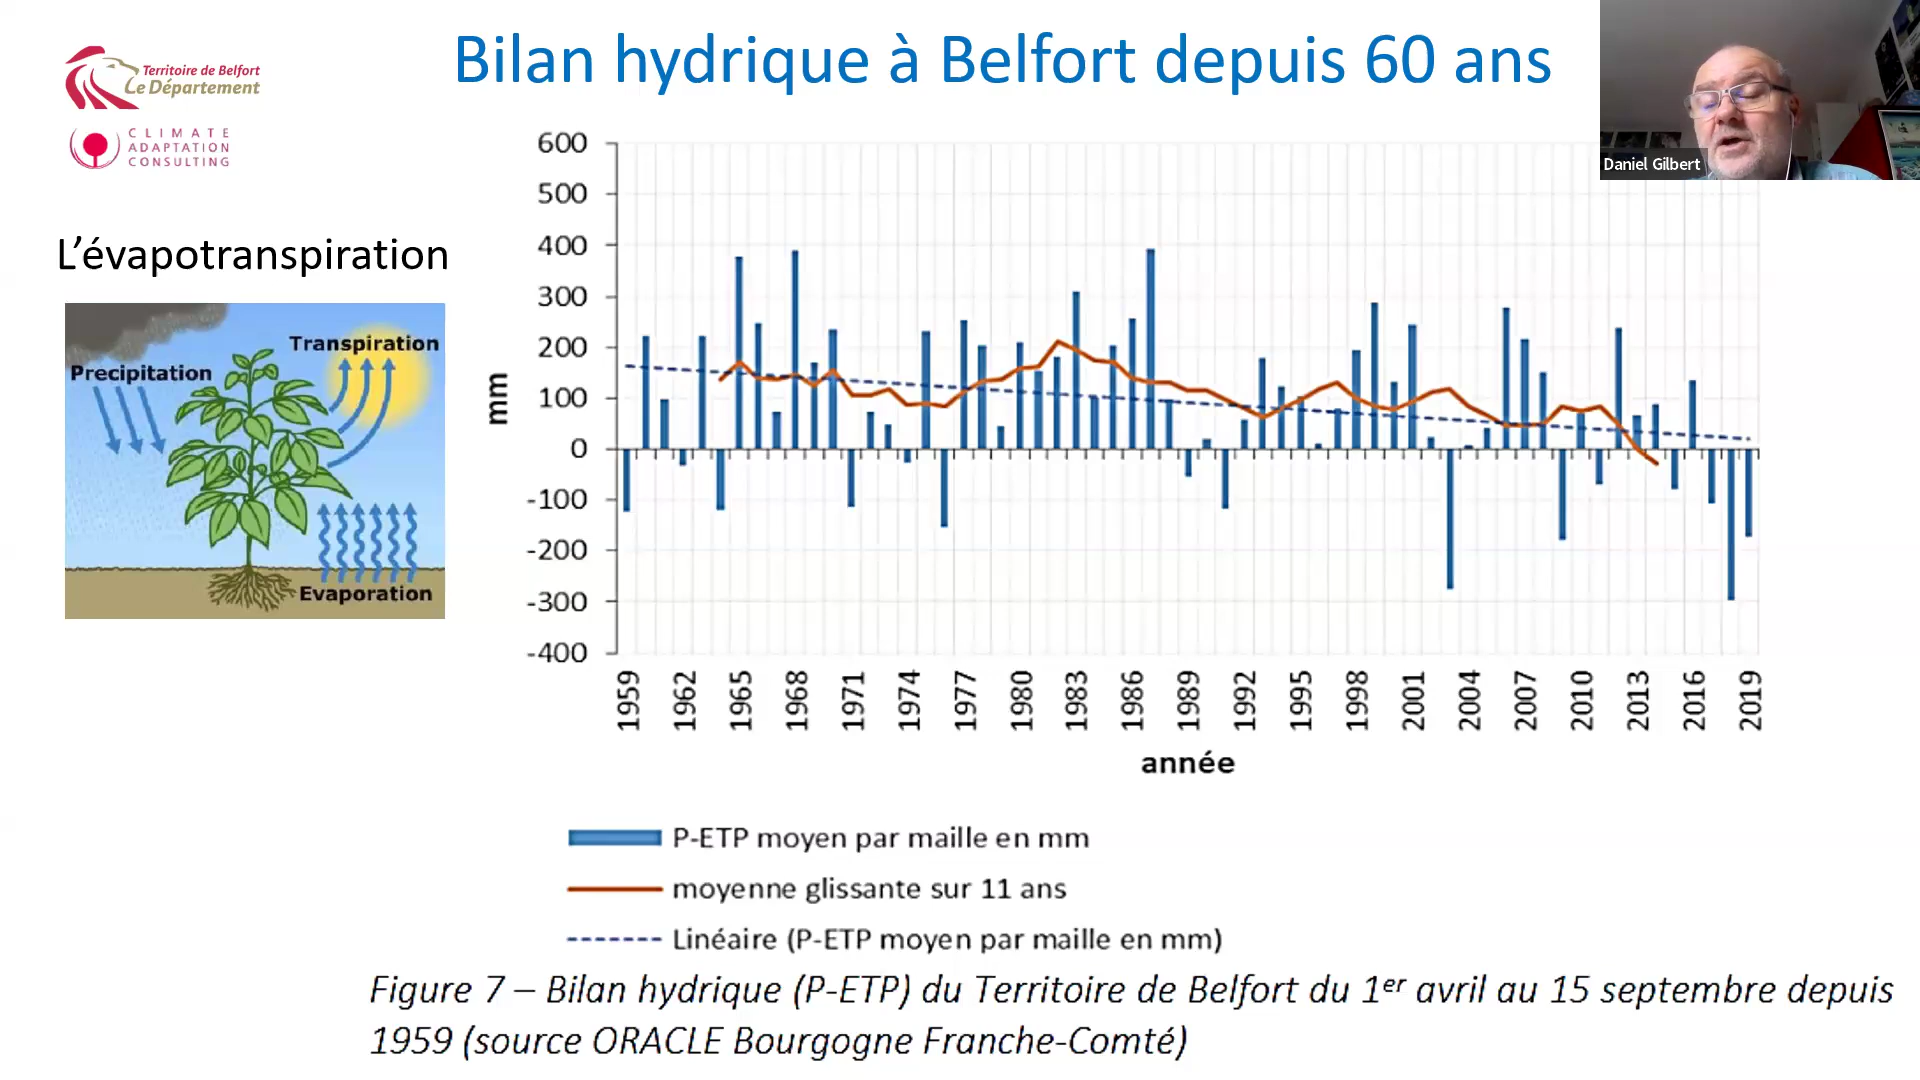 Bilan hydrique à Belfort depuis 60 ans
Territoire de Belfort
Le Département
CLIMATE
ADAPTATION
CONSULTING
Daniel Gilbert
L'évapotranspiration
Transpiration
Precipitation
Evaporation
600
500
400
300
200
100
0
-100
-200
-300
-400
mm
1959
1962
1965
1968
1971
1974
1977
1980
1983
1986
1989
1992
1995
1998
2001
2004
2007
2010
2013
2016
2019
année
P-ETP moyen par maille en mm
moyenne glissante sur 11 ans
Linéaire (P-ETP moyen par maille en mm)
Figure 7 – Bilan hydrique (P-ETP) du Territoire de Belfort du 1er avril au 15 septembre depuis
1959 (source ORACLE Bourgogne Franche-Comté)